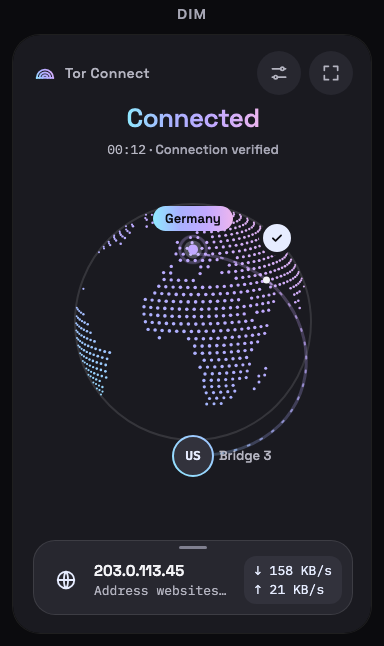 DIM
Tor Connect
Connected
00:12 · Connection verified
Germany
US
Bridge 3
203.0.113.45
Address websites…
↓ 158 KB/s
↑ 21 KB/s